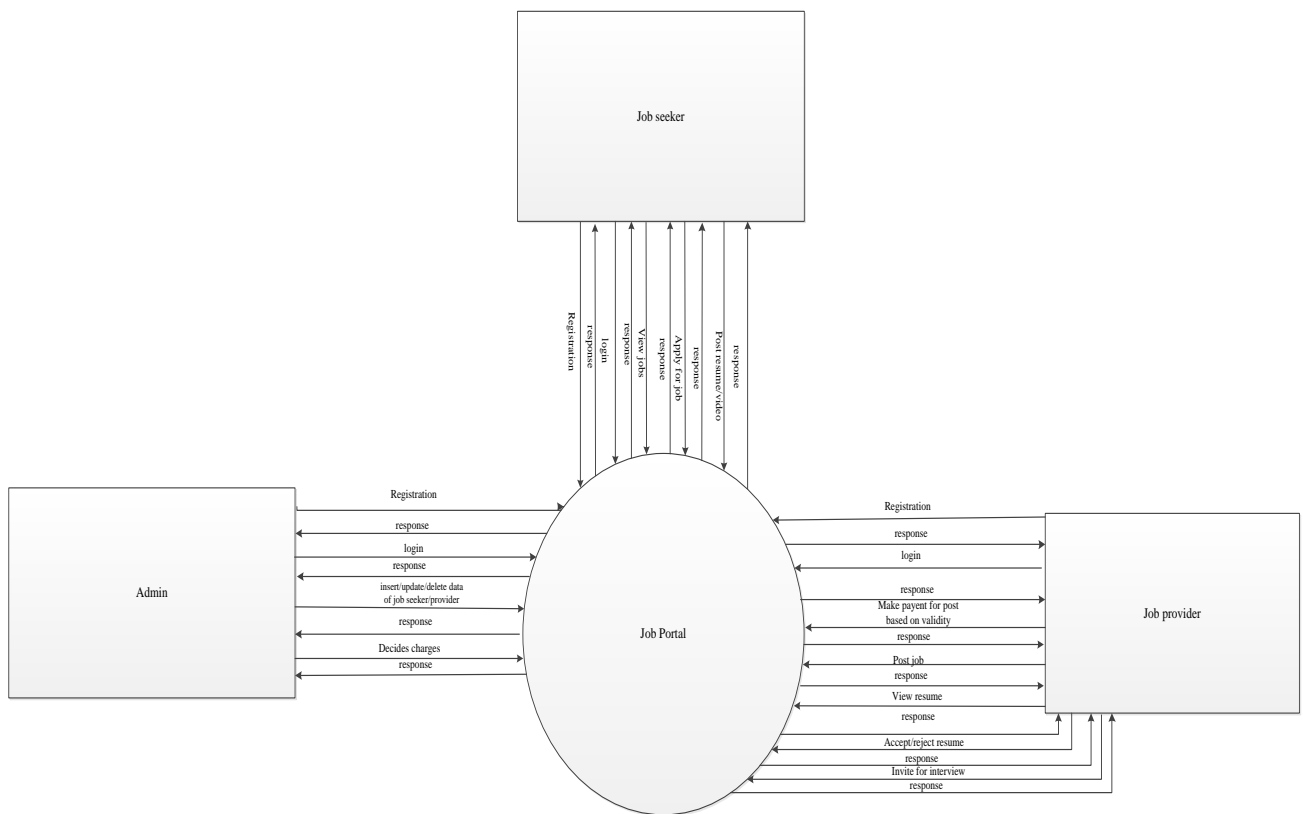 Job seeker
Registration
response
login
response
View jobs
response
Apply for job
response
Post resume/video
response
Admin
Registration
response
login
response
insert/update/delete data
of job seeker/provider
response
Decides charges
response
Job Portal
Registration
response
login
response
Make payent for post
based on validity
response
Post job
response
View resume
response
Accept/reject resume
response
Invite for interview
response
Job provider